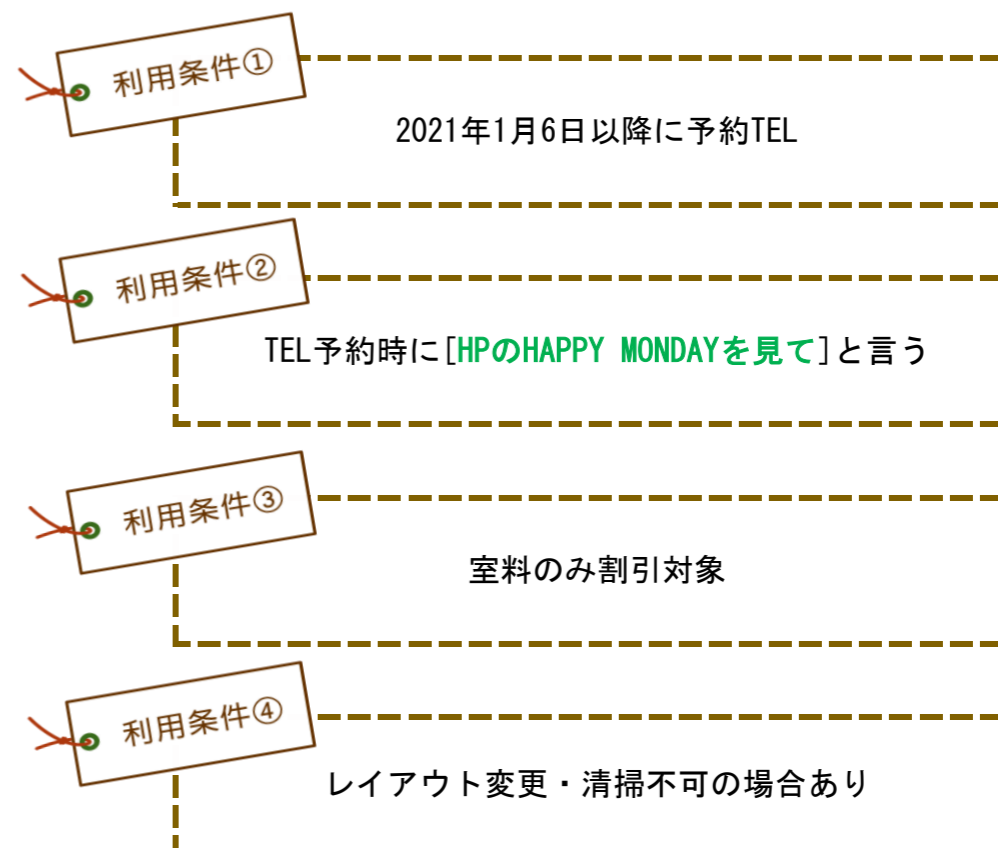 利用条件①
2021年1月6日以降に予約TEL
利用条件②
TEL予約時に[HPのHAPPY MONDAYを見て]と言う
利用条件③
室料のみ割引対象
利用条件④
レイアウト変更・清掃不可の場合あり